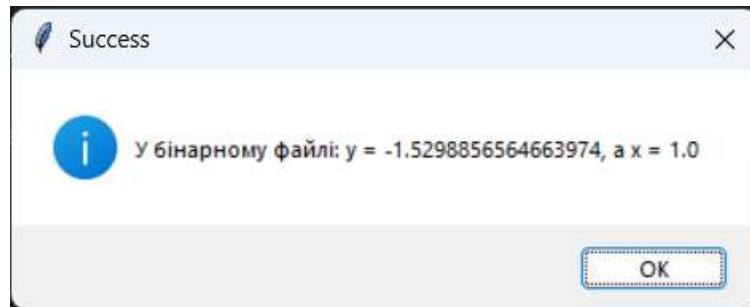 Success
У бінарному файлі: y = -1.5298856564663974, а x = 1.0
OK